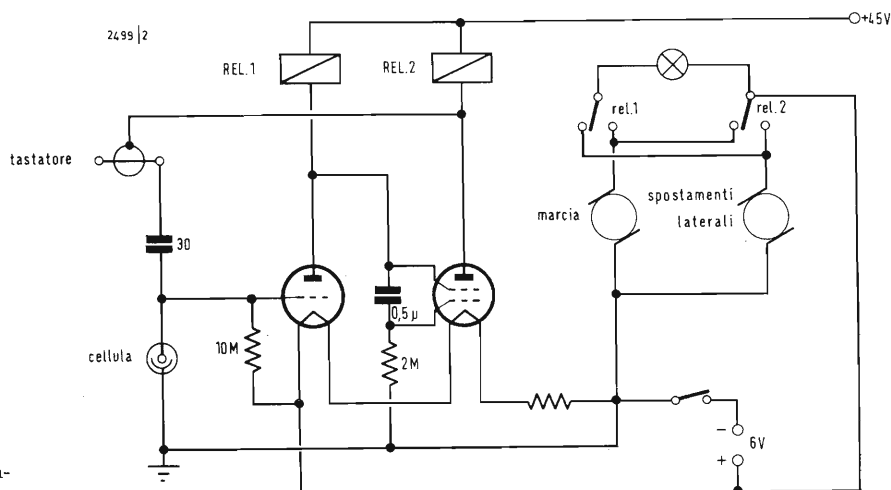 2499|2
+45V
REL.1
REL.2
rel.1
rel.2
tastatore
marcia
spostamenti
laterali
30
0,5 µ
10M
2M
cellula
−
6V
+